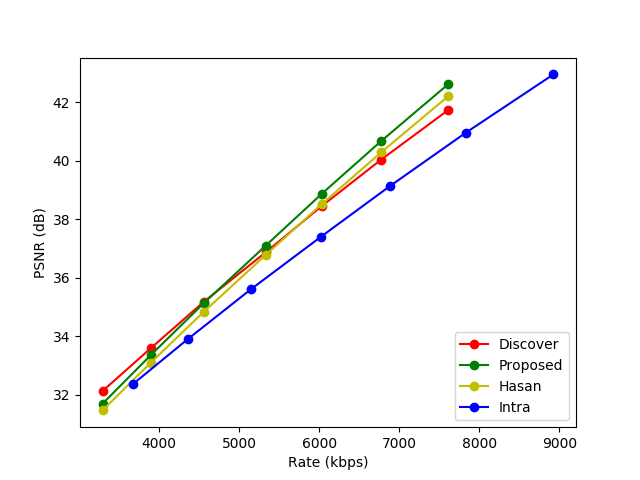 42
40
38
36
34
32
PSNR (dB)
4000 5000 6000 7000 8000 9000
Rate (kbps)
Discover
Proposed
Hasan
Intra